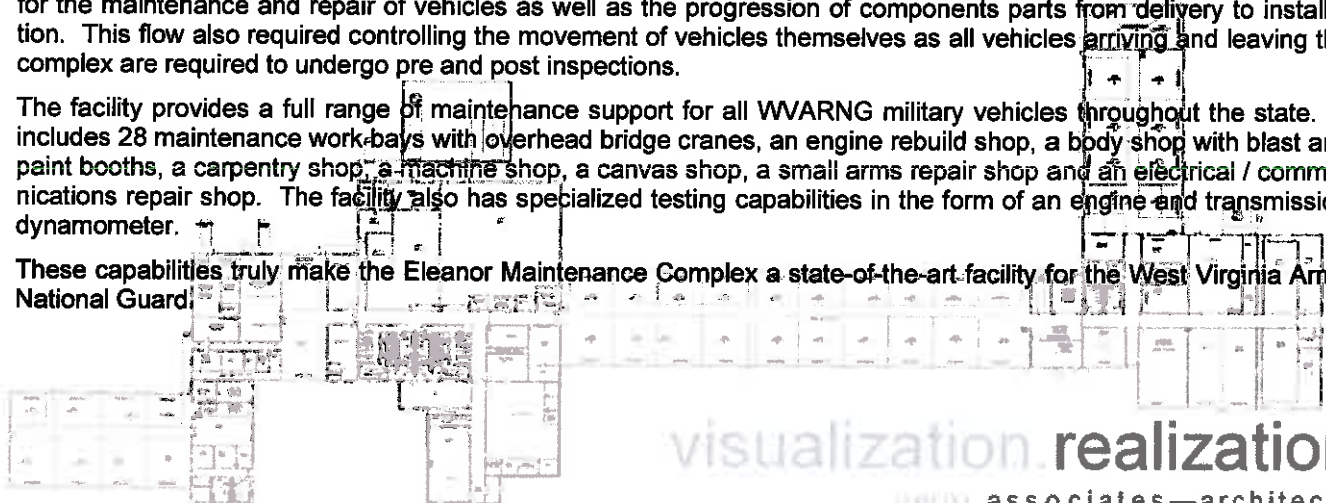 for the maintenance and repair of vehicles as well as the progression of components parts from delivery to install
tion. This flow also required controlling the movement of vehicles themselves as all vehicles arriving and leaving th
complex are required to undergo pre and post inspections.
The facility provides a full range of maintenance support for all WVARNG military vehicles throughout the state.
includes 28 maintenance work-bays with overhead bridge cranes, an engine rebuild shop, a body shop with blast an
paint booths, a carpentry shop, a machine shop, a canvas shop, a small arms repair shop and an electrical / comm
nications repair shop. The facility also has specialized testing capabilities in the form of an engine and transmissio
dynamometer.
These capabilities truly make the Eleanor Maintenance Complex a state-of-the-art facility for the West Virginia Arm
National Guard.
visualization.realizatio
associates—architec